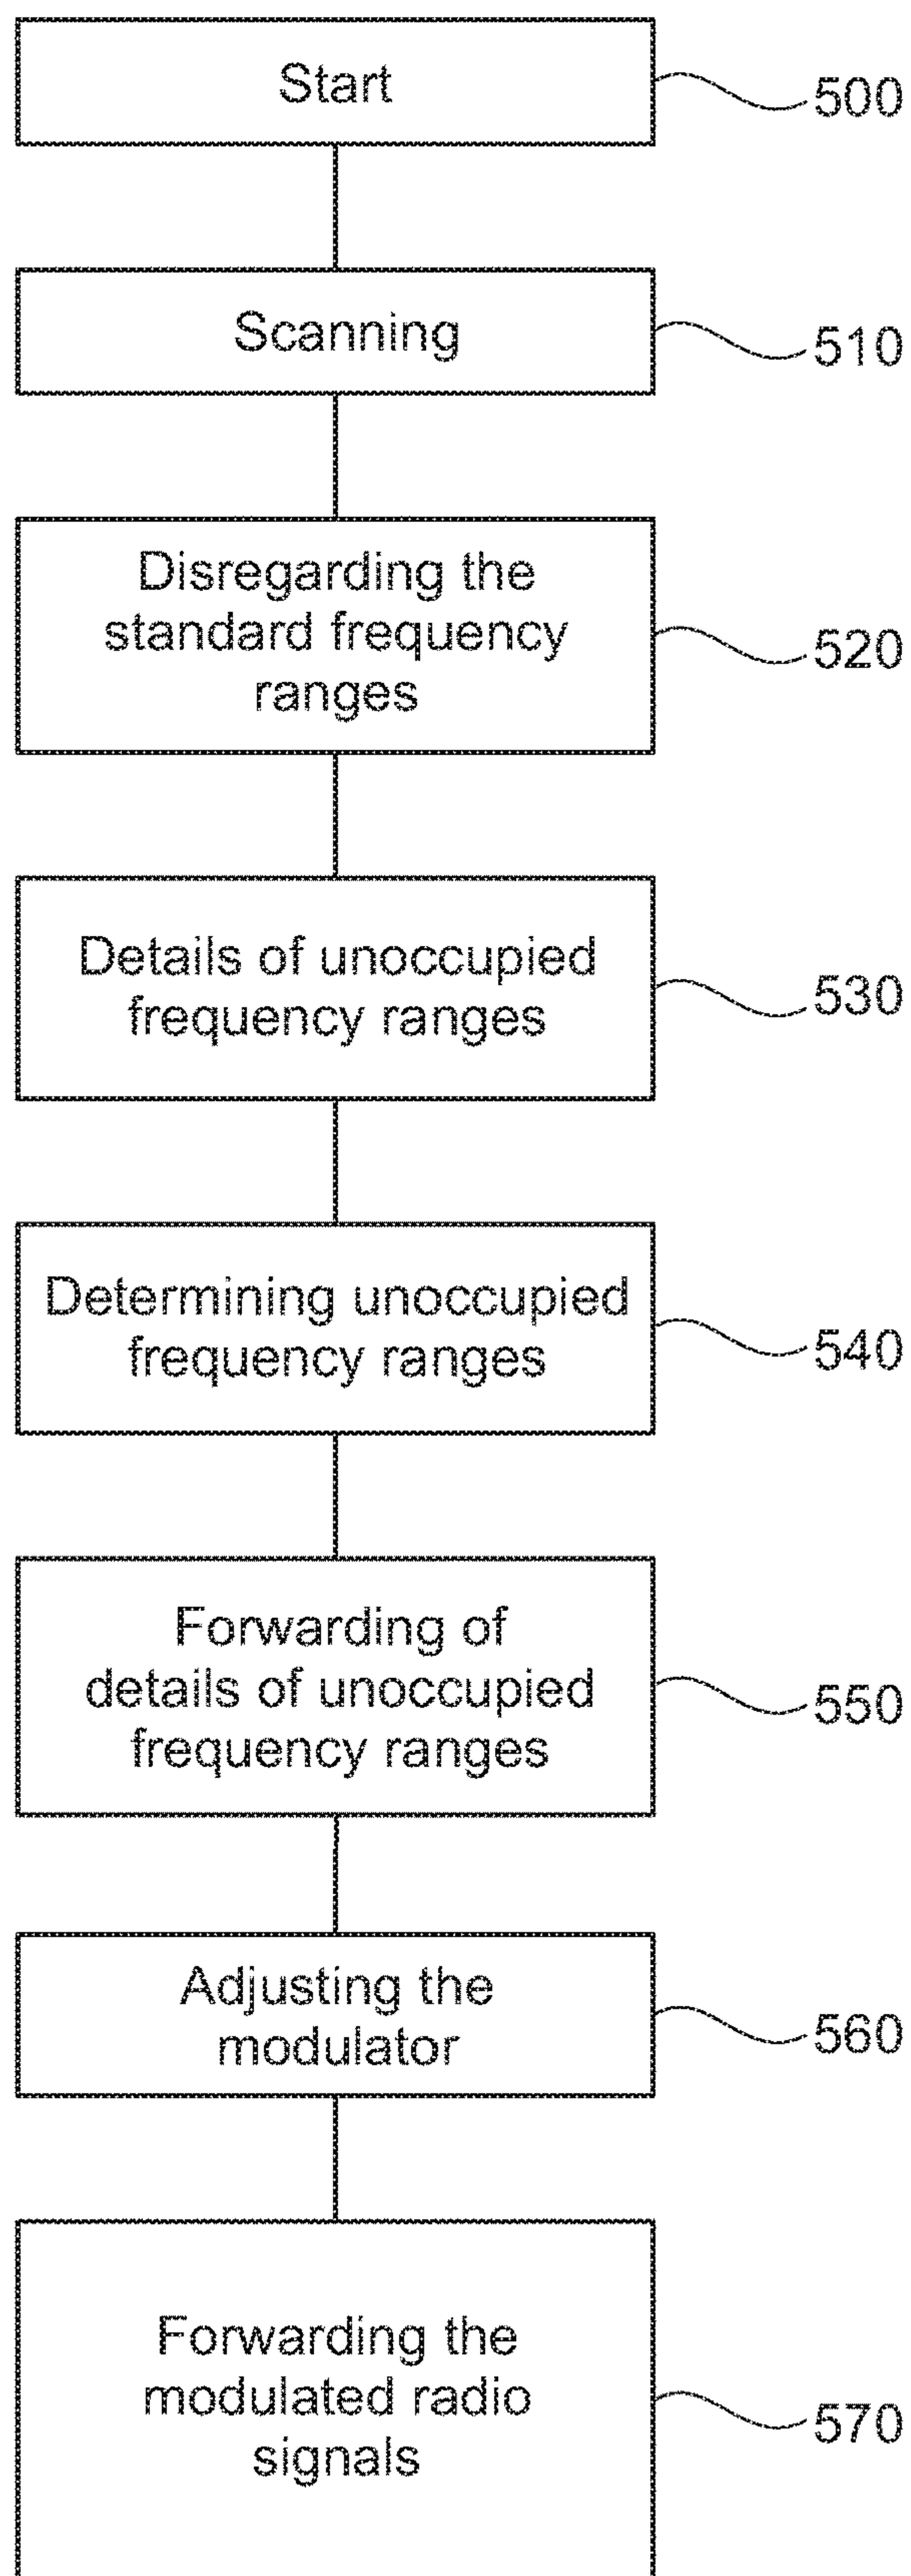 Start
500
Scanning
510
Disregarding the
standard frequency
ranges
520
Details of unoccupied
frequency ranges
530
Determining unoccupied
frequency ranges
540
Forwarding of
details of unoccupied
frequency ranges
550
Adjusting the
modulator
560
Forwarding the
modulated radio
signals
570